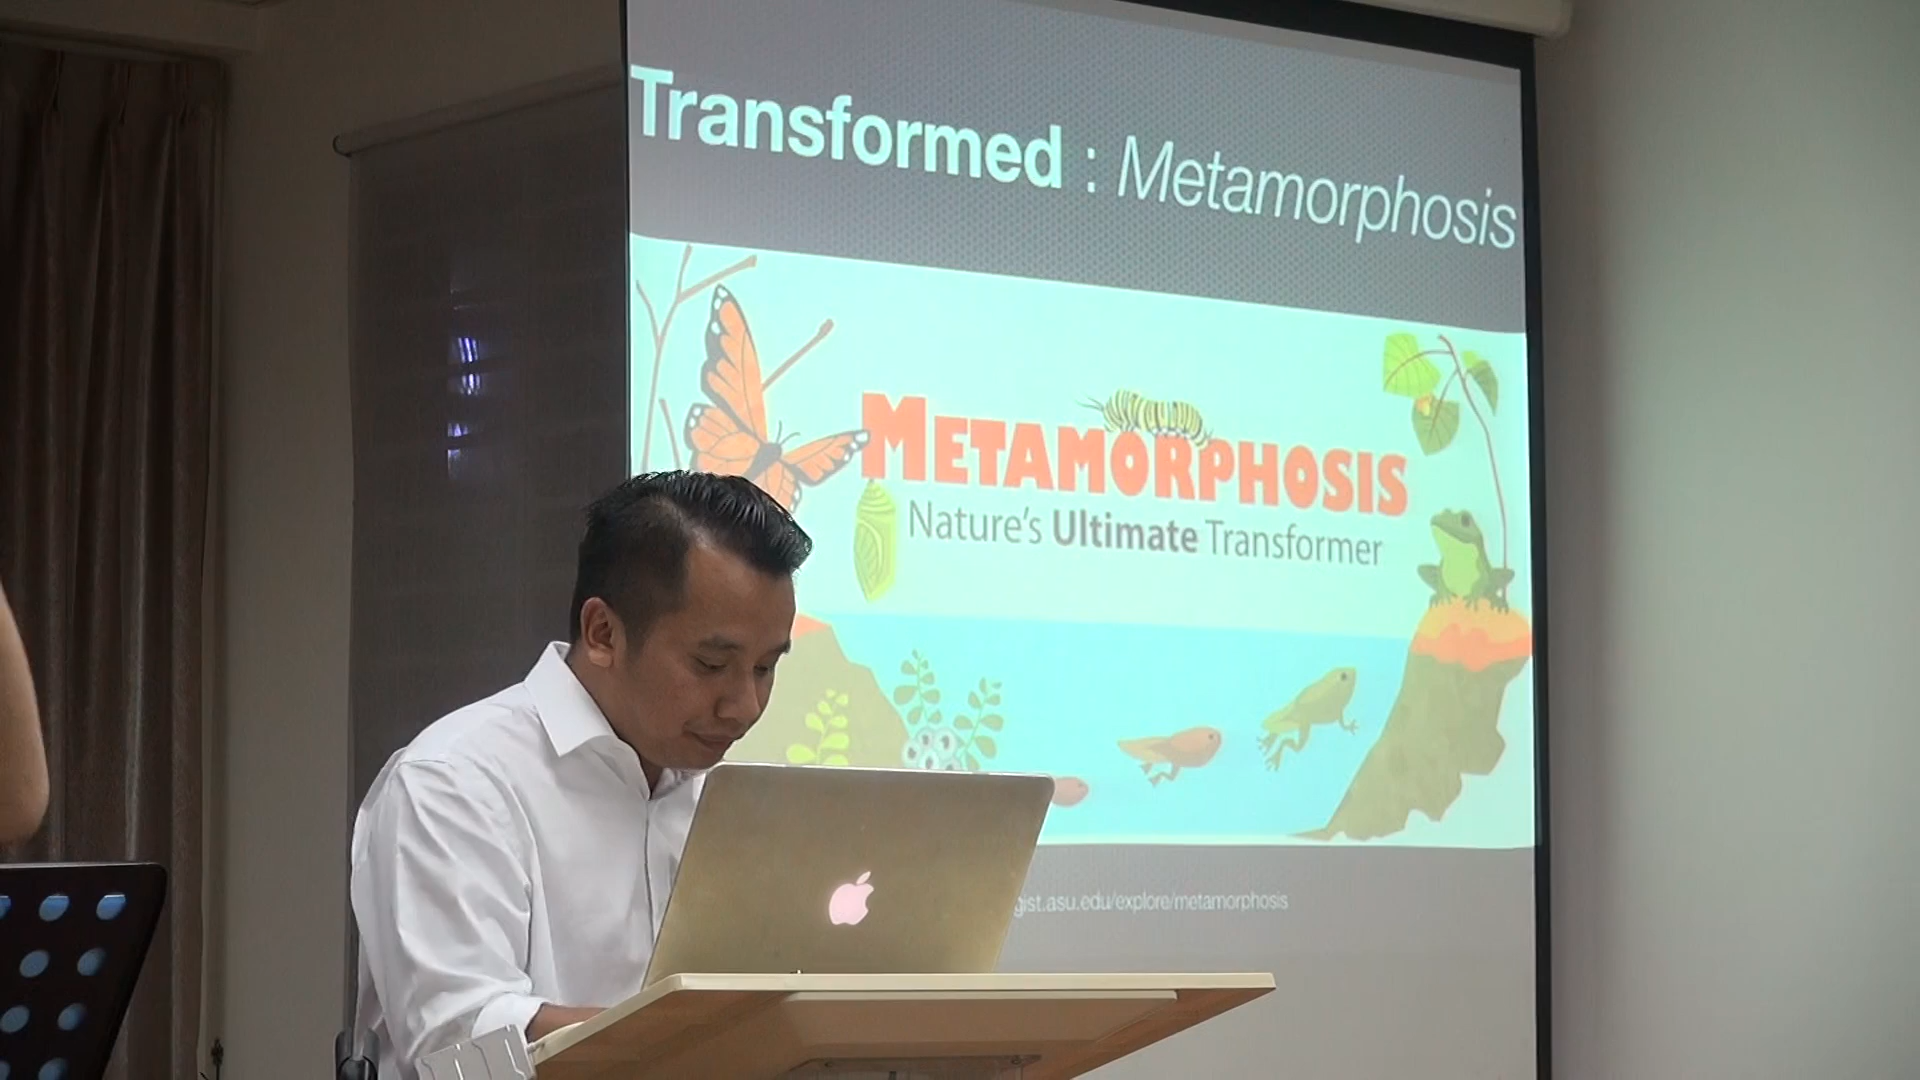 Transformed : Metamorphosis
METAMORPHOSIS
Nature's Ultimate Transformer
gist.asu.edu/explore/metamorphosis